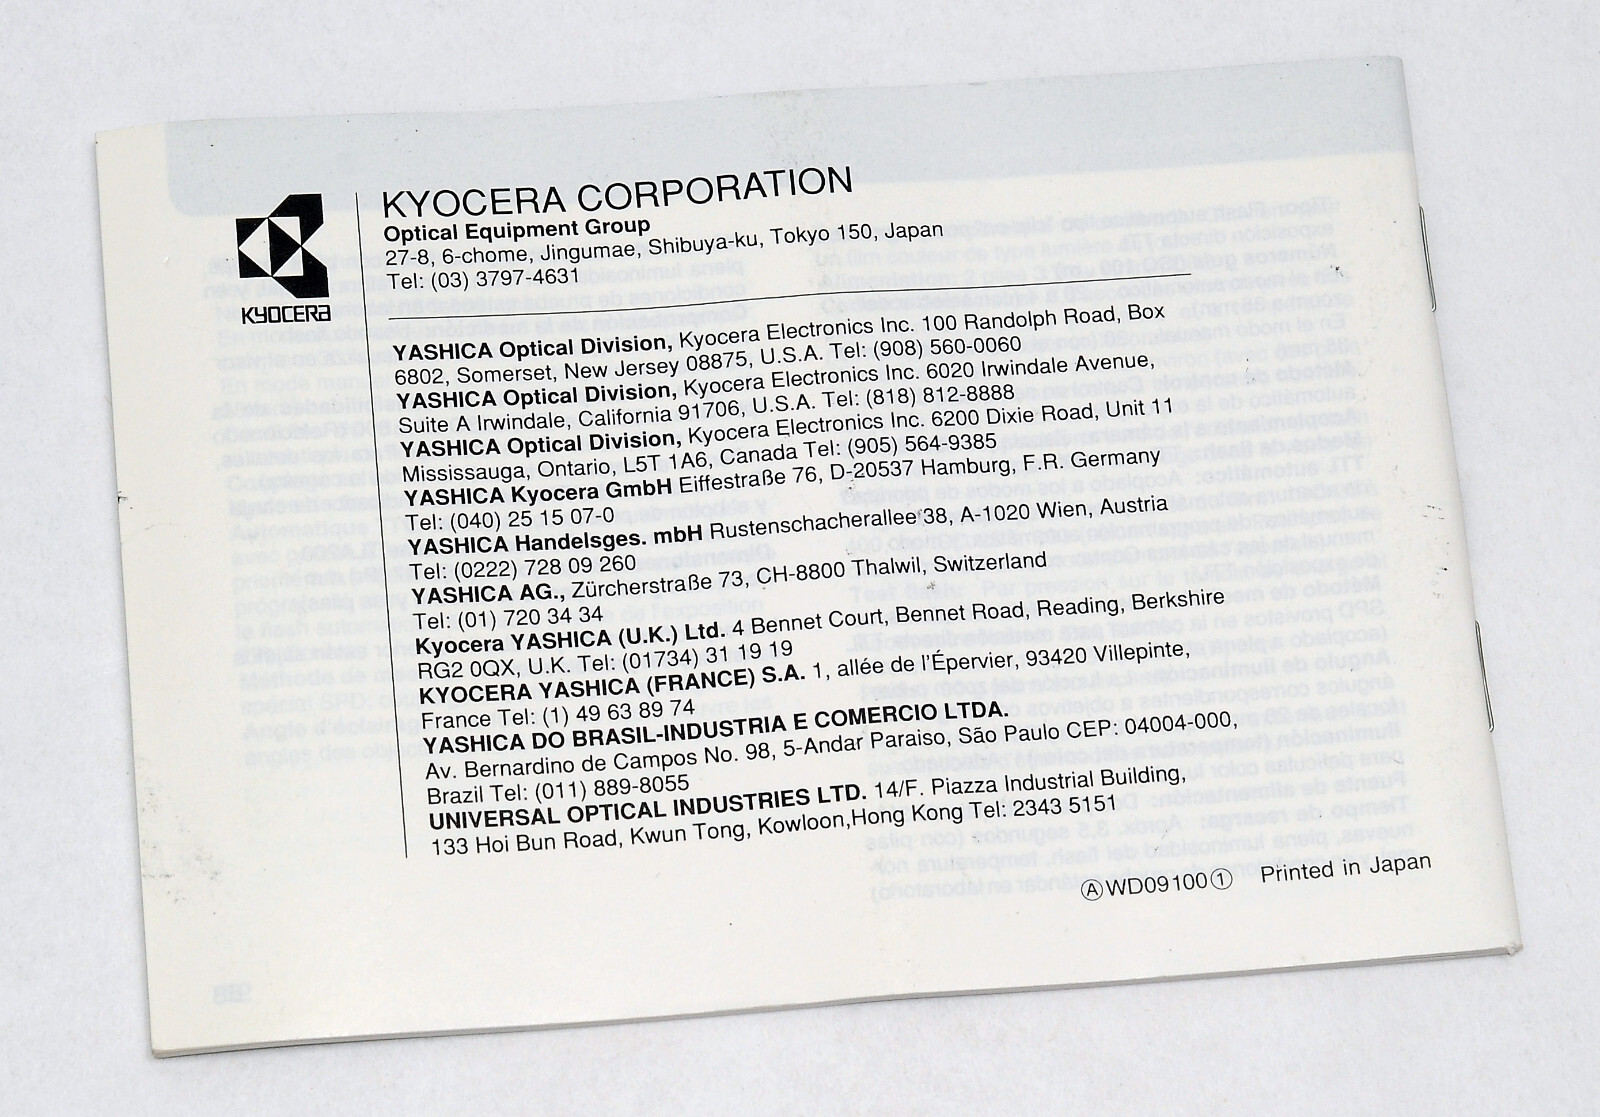 KYOCERA
KYOCERA CORPORATION
Optical Equipment Group
27-8, 6-chome, Jingumae, Shibuya-ku, Tokyo 150, Japan
Tel: (03) 3797-4631
YASHICA Optical Division, Kyocera Electronics Inc. 100 Randolph Road, Box
6802, Somerset, New Jersey 08875, U.S.A. Tel: (908) 560-0060
YASHICA Optical Division, Kyocera Electronics Inc. 6020 Irwindale Avenue,
Suite A Irwindale, California 91706, U.S.A. Tel: (818) 812-8888
YASHICA Optical Division, Kyocera Electronics Inc. 6200 Dixie Road, Unit 11
Mississauga, Ontario, L5T 1A6, Canada Tel: (905) 564-9385
YASHICA Kyocera GmbH Eiffestraße 76, D-20537 Hamburg, F.R. Germany
Tel: (040) 25 15 07-0
YASHICA Handelsges. mbH Rustenschacherallee 38, A-1020 Wien, Austria
Tel: (0222) 728 09 260
YASHICA AG., Zürcherstraße 73, CH-8800 Thalwil, Switzerland
Tel: (01) 720 34 34
Kyocera YASHICA (U.K.) Ltd. 4 Bennet Court, Bennet Road, Reading, Berkshire
RG2 0QX, U.K. Tel: (01734) 31 19 19
KYOCERA YASHICA (FRANCE) S.A. 1, allée de l'Épervier, 93420 Villepinte,
France Tel: (1) 49 63 89 74
YASHICA DO BRASIL-INDUSTRIA E COMERCIO LTDA.
Av. Bernardino de Campos No. 98, 5-Andar Paraiso, São Paulo CEP: 04004-000,
Brazil Tel: (011) 889-8055
UNIVERSAL OPTICAL INDUSTRIES LTD. 14/F. Piazza Industrial Building,
133 Hoi Bun Road, Kwun Tong, Kowloon,Hong Kong Tel: 2343 5151
ⒶWD09100① Printed in Japan